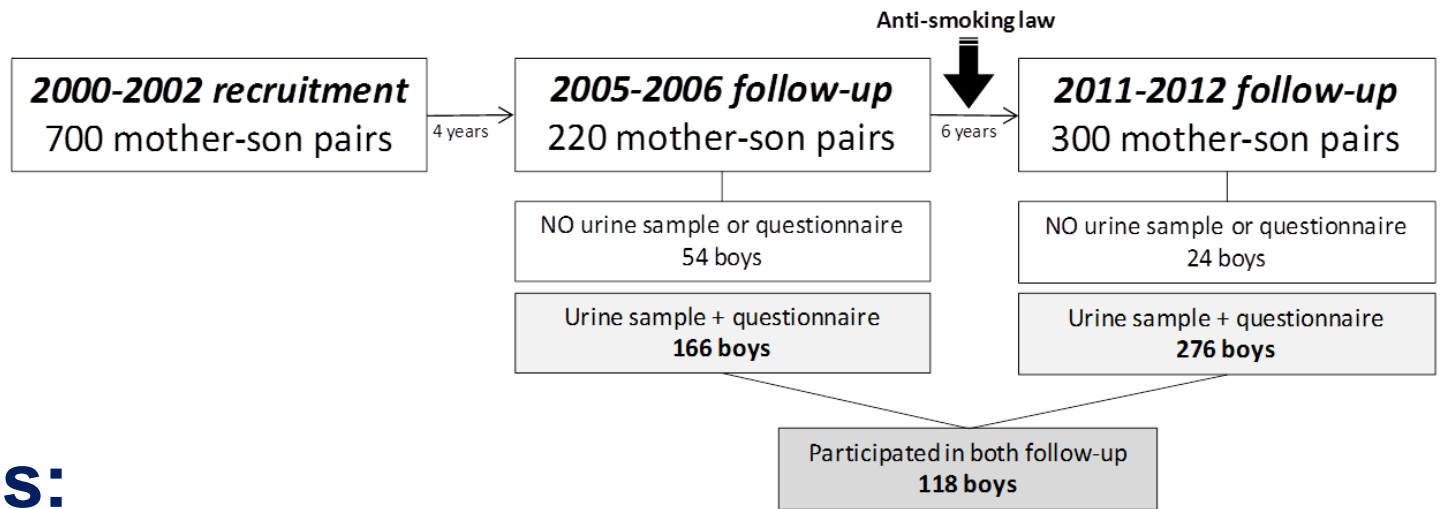 Anti-smoking law
2000-2002 recruitment
700 mother-son pairs
4 years
2005-2006 follow-up
220 mother-son pairs
6 years
2011-2012 follow-up
300 mother-son pairs
NO urine sample or questionnaire
54 boys
NO urine sample or questionnaire
24 boys
Urine sample + questionnaire
166 boys
Urine sample + questionnaire
276 boys
Participated in both follow-up
118 boys
s: